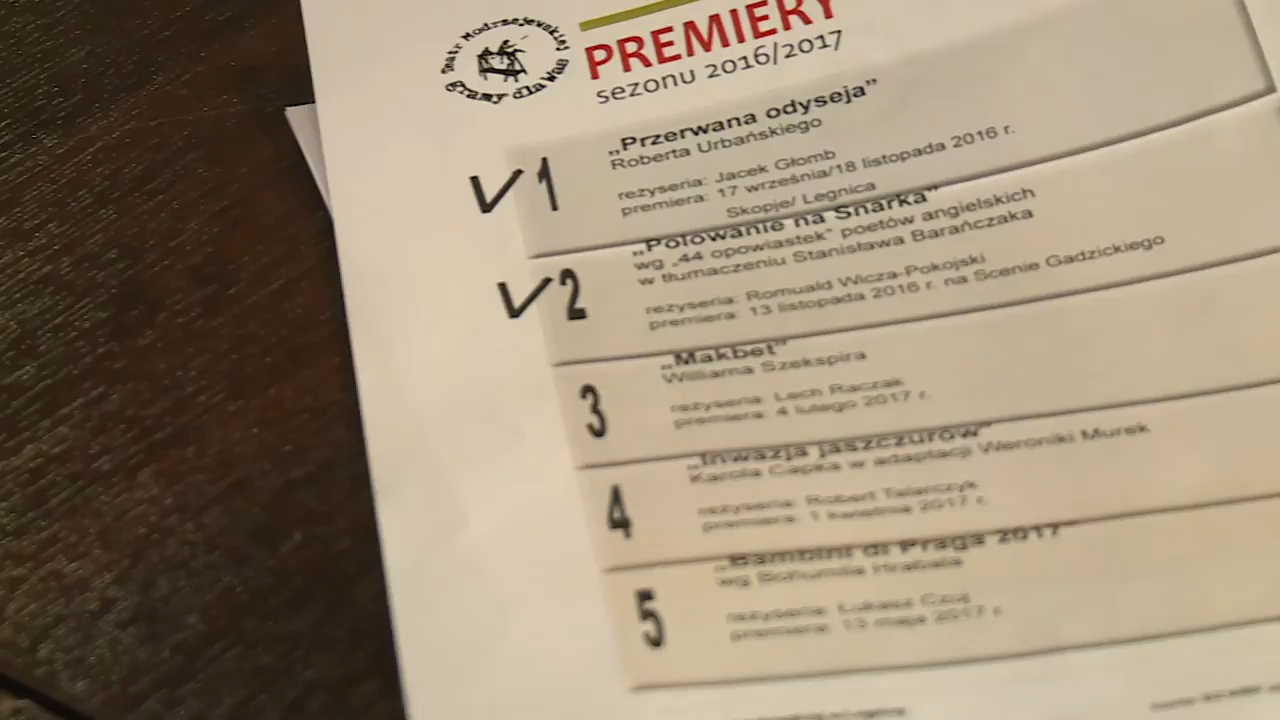 Teatr Modrzejewskiej
gramy dla Was
PREMIERY
sezonu 2016/2017
1
„Przerwana odyseja”
Roberta Urbańskiego
reżyseria: Jacek Głomb
premiera: 17 września/18 listopada 2016 r.
Skopje/ Legnica
2
„Polowanie na Snarka”
wg „44 opowiastek” poetów angielskich
w tłumaczeniu Stanisława Barańczaka
reżyseria: Romuald Wicza-Pokojski
premiera: 13 listopada 2016 r. na Scenie Gadzickiego
3
„Makbet”
Williama Szekspira
reżyseria: Lech Raczak
premiera: 4 lutego 2017 r.
4
„Inwazja jaszczurów”
Karola Capka w adaptacji Weroniki Murek
reżyseria: Robert Talarczyk
premiera: 1 kwietnia 2017 r.
5
„Bambini di Praga 2017”
wg Bohumila Hrabala
reżyseria: Łukasz Czuj
premiera: 13 maja 2017 r.